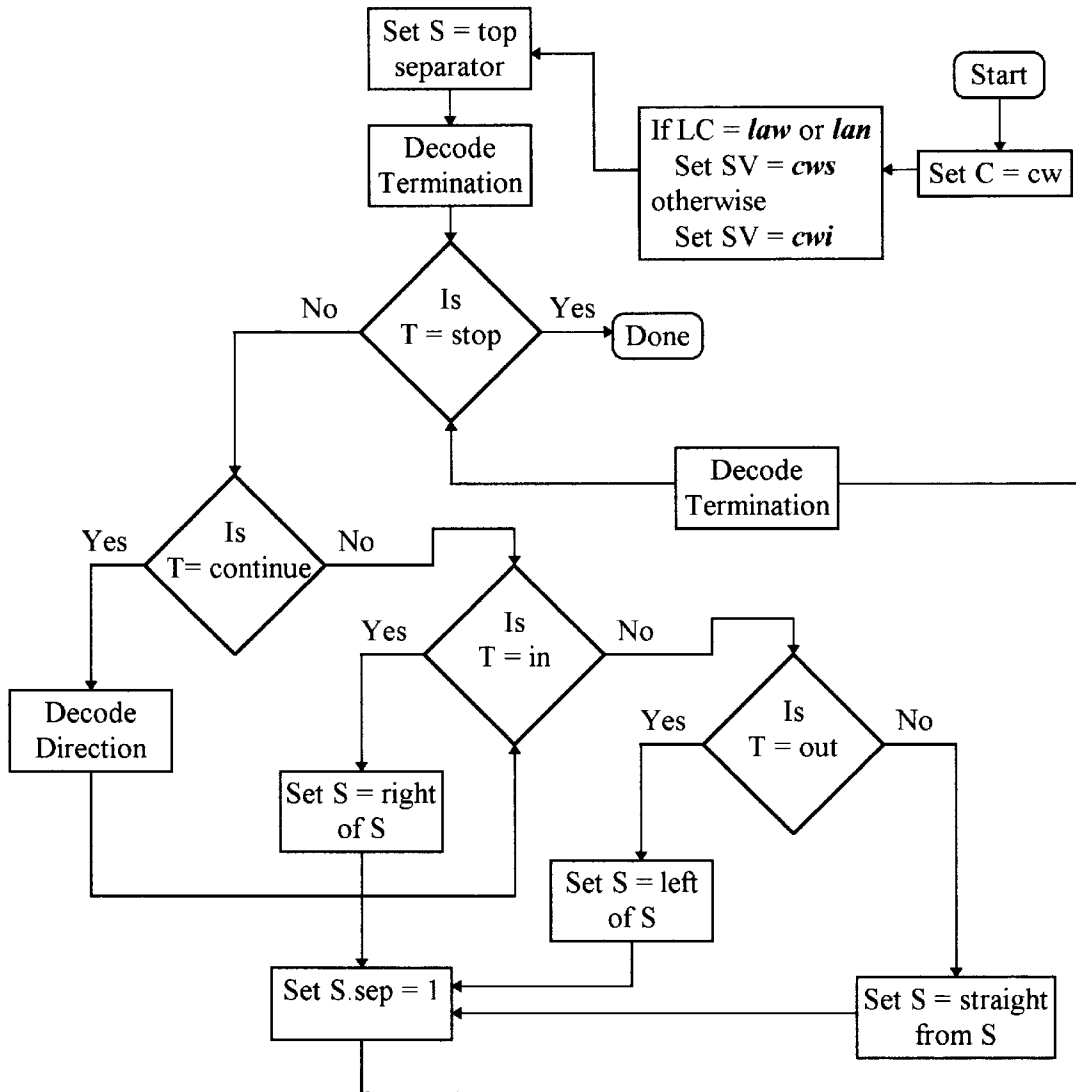 Set S = top
separator
Start
If LC = law or lan
Set SV = cws
otherwise
Set SV = cwi
Set C = cw
Decode
Termination
No
Is
T = stop
Yes
Done
Decode
Termination
Yes
Is
T= continue
No
Yes
Is
T = in
No
Decode
Direction
Yes
Is
T = out
No
Set S = right
of S
Set S = left
of S
Set S.sep = 1
Set S = straight
from S